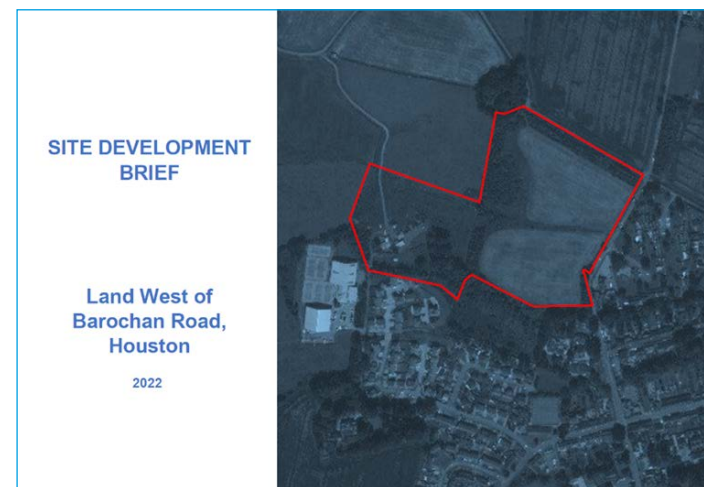 SITE DEVELOPMENT
BRIEF
Land West of
Barochan Road,
Houston
2022